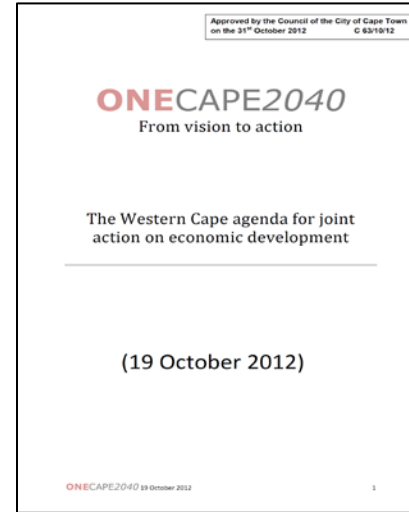 Approved by the Council of the City of Cape Town
on the 31st October 2012 C 63/10/12
ONECAPE2040
From vision to action
The Western Cape agenda for joint
action on economic development
(19 October 2012)
ONECAPE2040 19 October 2012 1